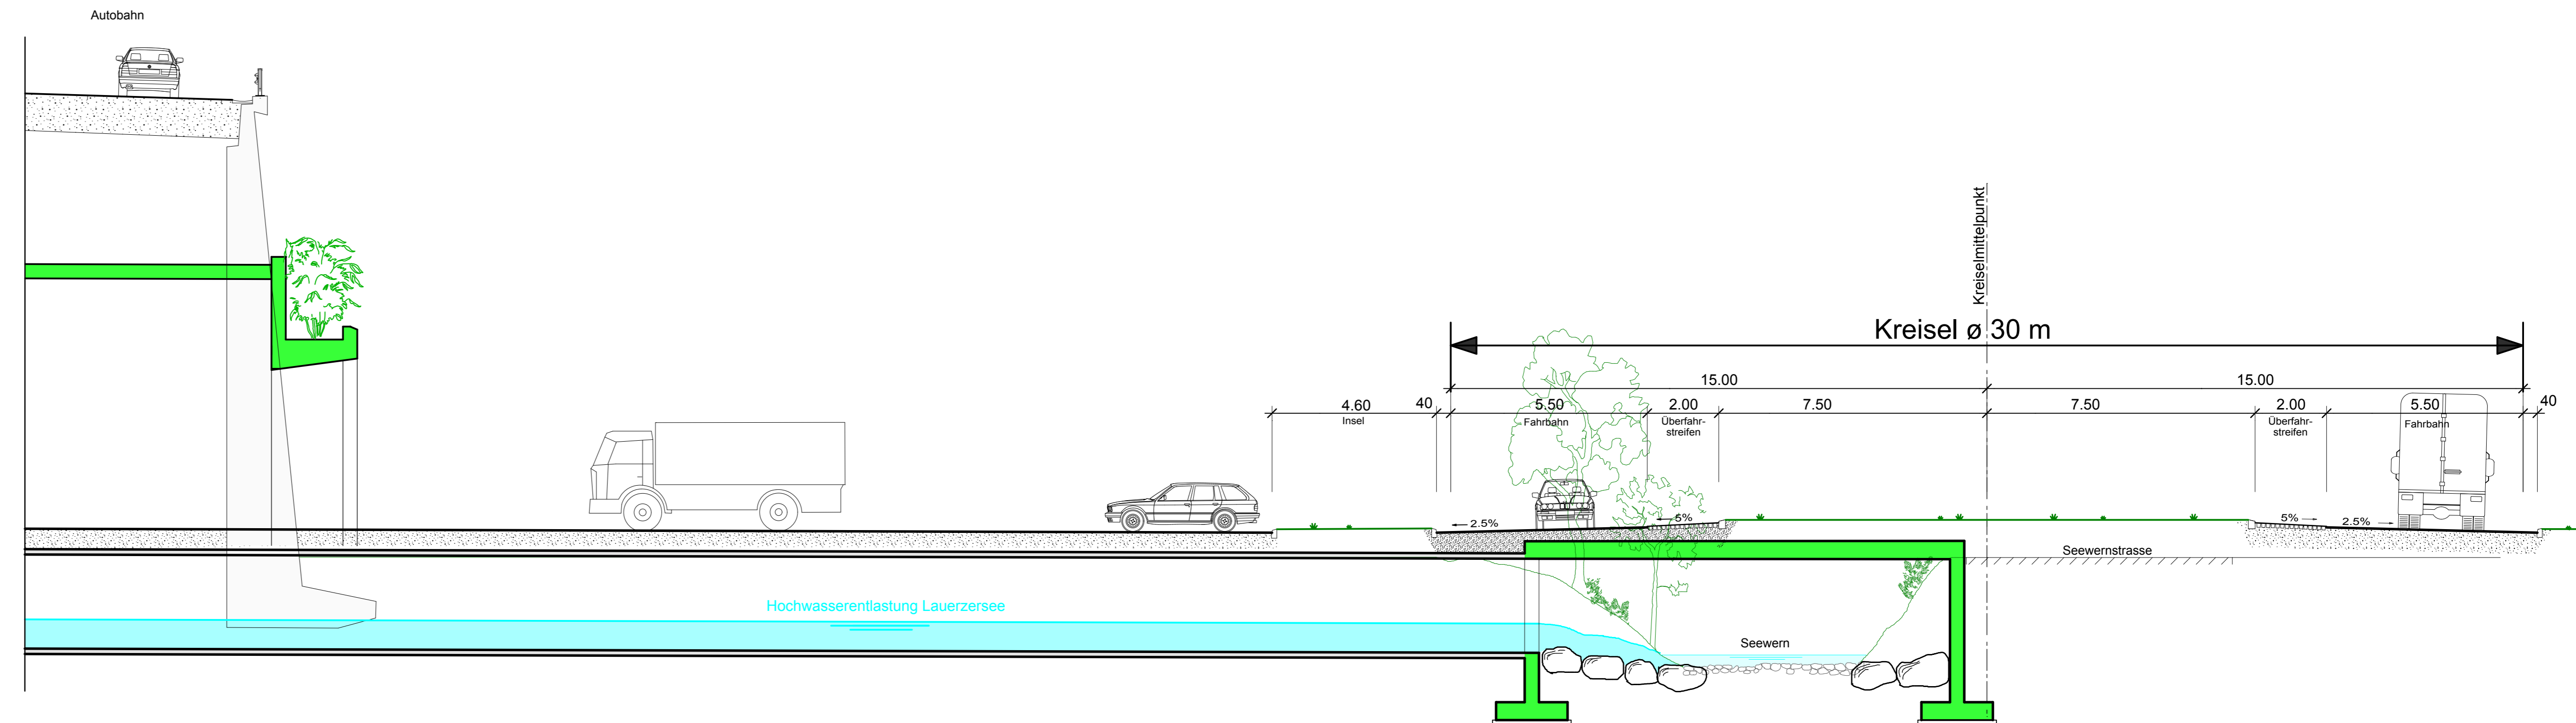 Autobahn
Kreiselmittelpunkt
Kreisel ø 30 m
15.00
15.00
4.60
40
5.50
2.00
7.50
7.50
2.00
5.50
40
Insel
Fahrbahn
Überfahr-
streifen
Überfahr-
streifen
Fahrbahn
2.5%
5%
5%
2.5%
Seewernstrasse
Hochwasserentlastung Lauerzersee
Seewern